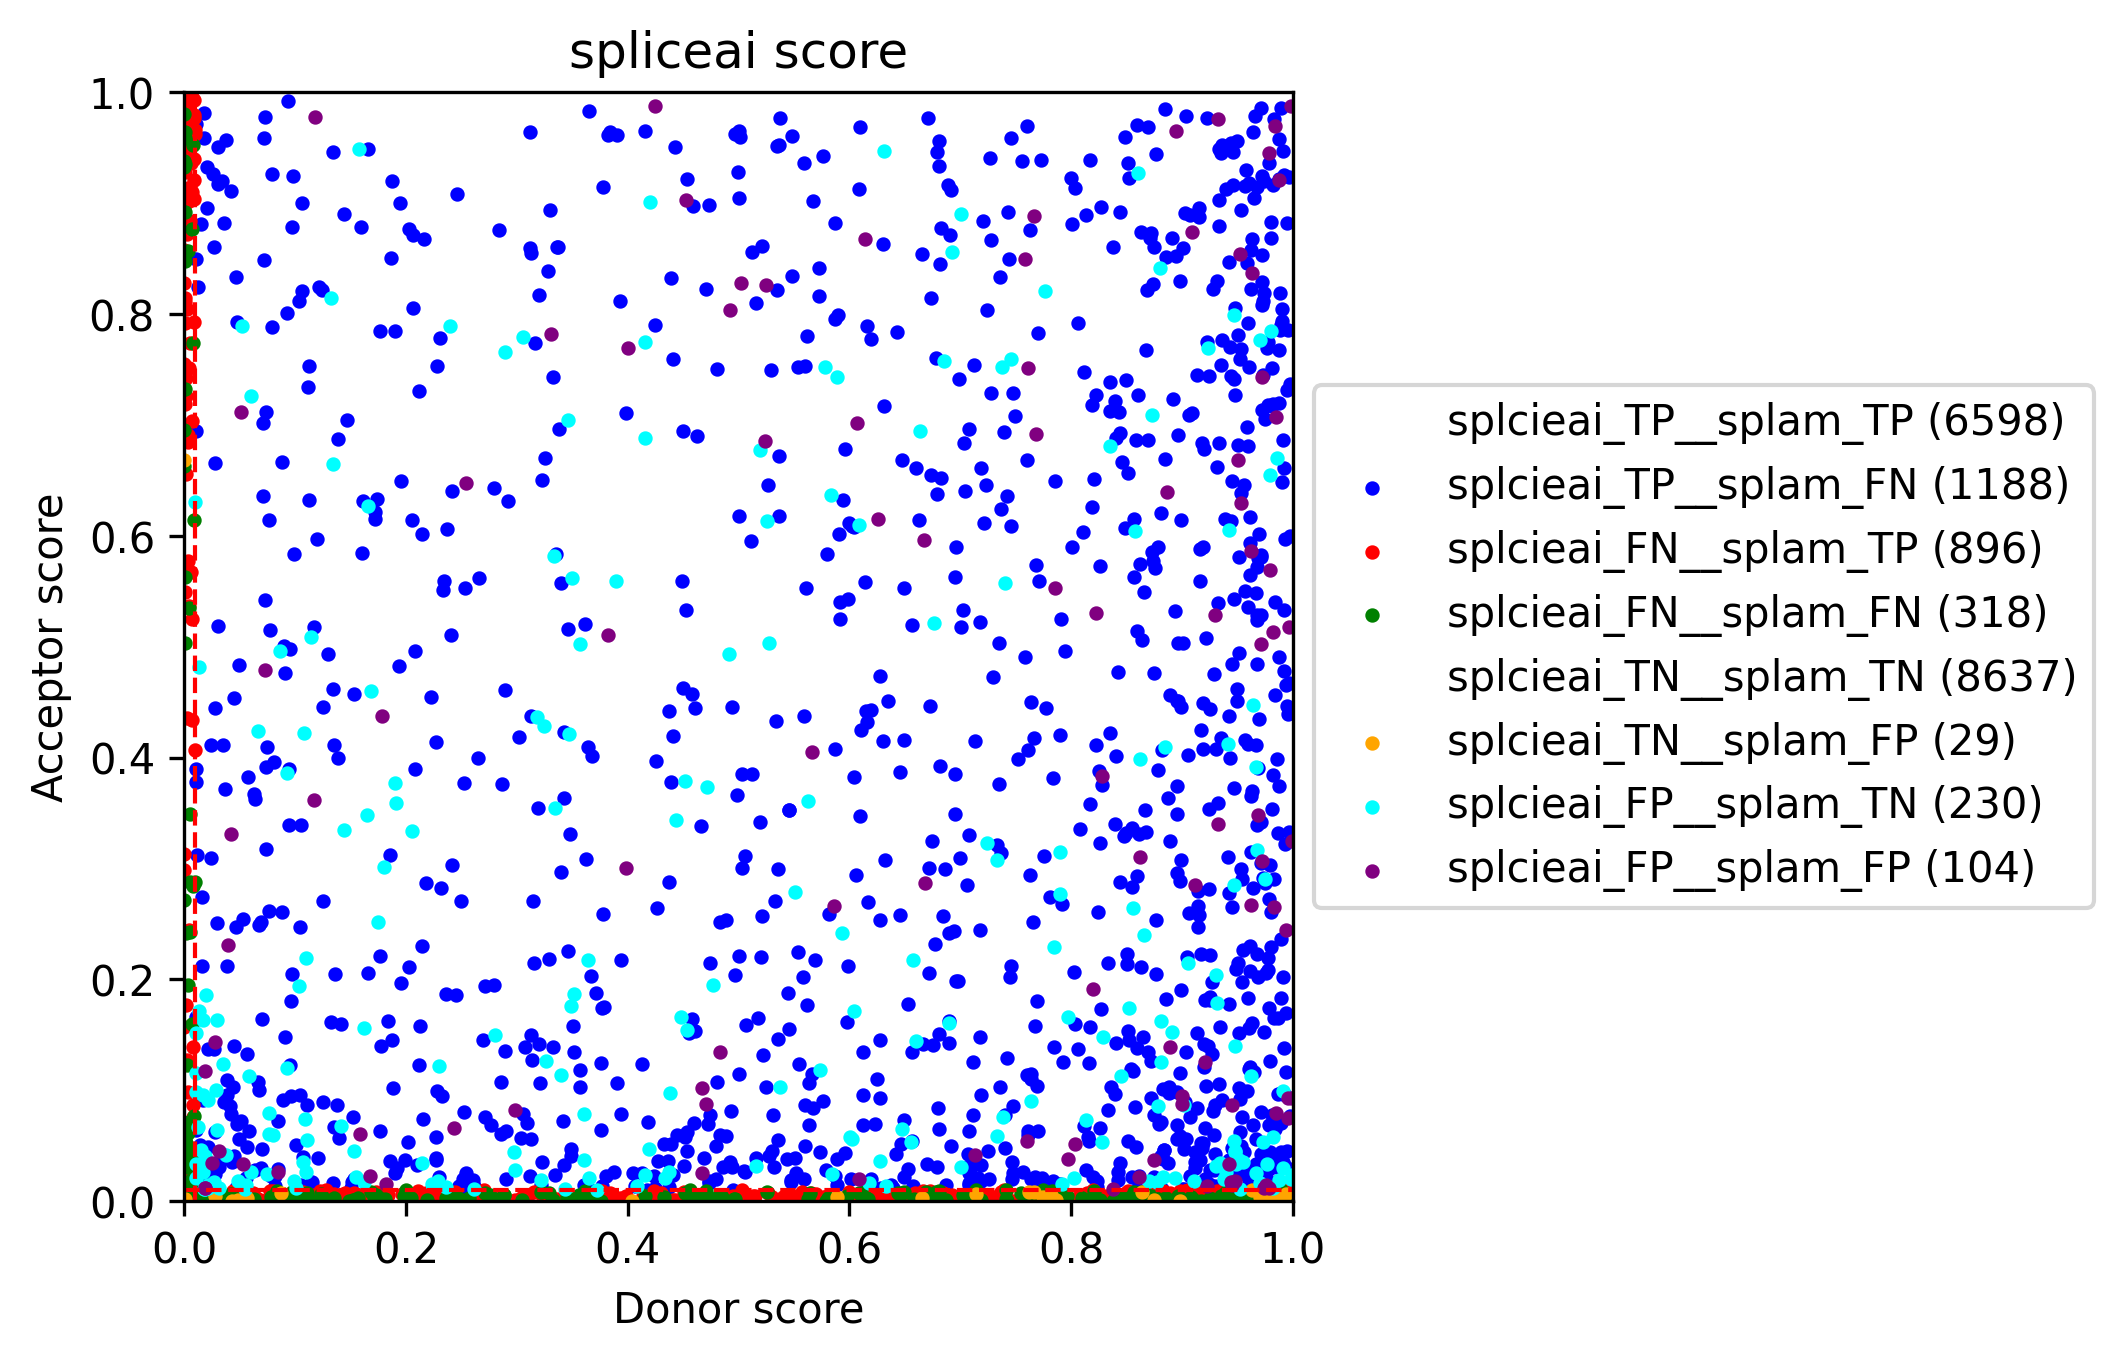 spliceai score
1.0
0.8
0.6
0.4
0.2
0.0
Acceptor score
0.0
0.2
0.4
0.6
0.8
1.0
Donor score
splcieai_TP__splam_TP (6598)
splcieai_TP__splam_FN (1188)
splcieai_FN__splam_TP (896)
splcieai_FN__splam_FN (318)
splcieai_TN__splam_TN (8637)
splcieai_TN__splam_FP (29)
splcieai_FP__splam_TN (230)
splcieai_FP__splam_FP (104)